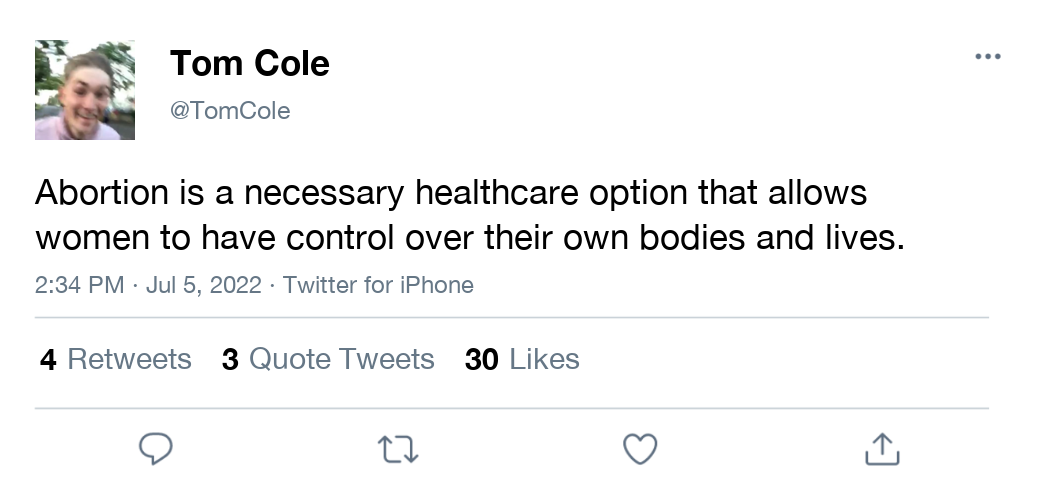 Tom Cole
@TomCole
Abortion is a necessary healthcare option that allows
women to have control over their own bodies and lives.
2:34 PM · Jul 5, 2022 · Twitter for iPhone
4 Retweets 3 Quote Tweets 30 Likes